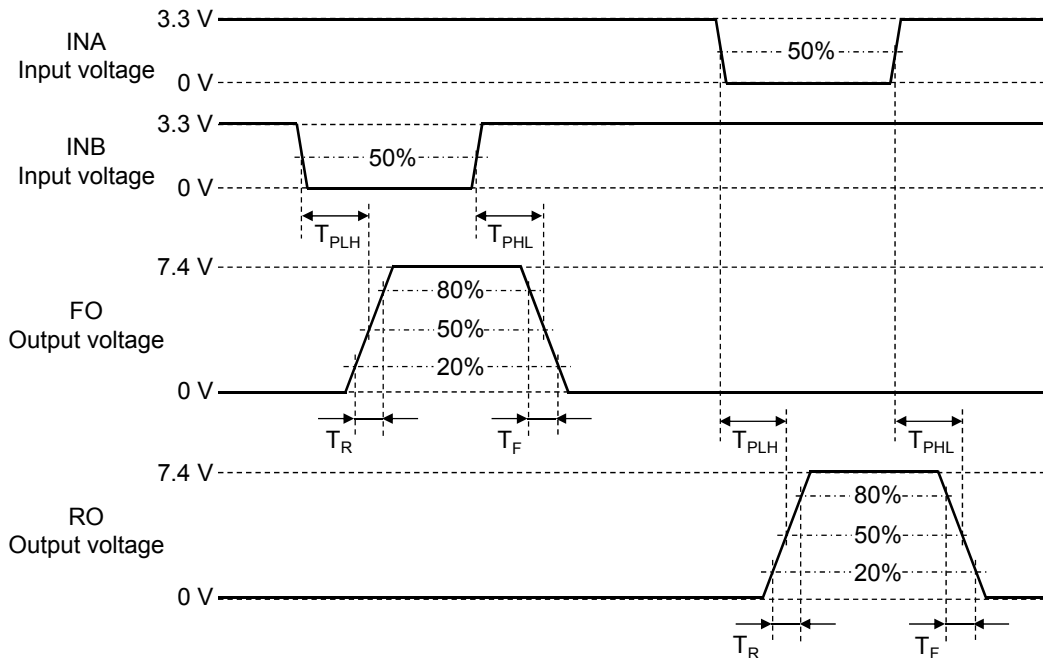 3.3 V
INA
Input voltage
50%
0 V
3.3 V
INB
Input voltage
50%
0 V
TPLH
TPHL
7.4 V
80%
FO
Output voltage
50%
20%
0 V
TR
TF
TPLH
TPHL
7.4 V
80%
RO
Output voltage
50%
20%
0 V
TR
TF